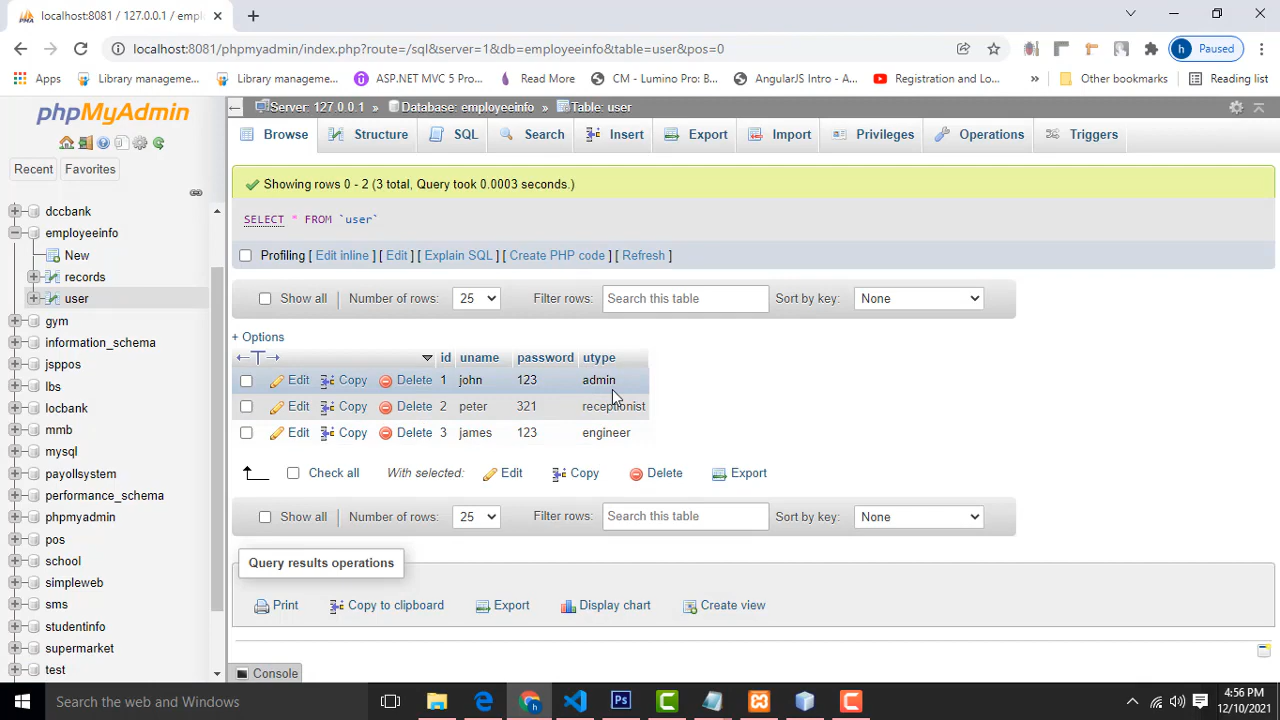 localhost:8081 / 127.0.0.1 / empl
localhost:8081/phpmyadmin/index.php?route=/sql&server=1&db=employeeinfo&table=user&pos=0
h Paused
Apps Library manageme... Library manageme... ASP.NET MVC 5 Pro... Read More CM - Lumino Pro: B... AngularJS Intro - A... Registration and Lo... » Other bookmarks Reading list
phpMyAdmin
Recent Favorites
dccbank
employeeinfo
New
records
user
gym
information_schema
jsppos
lbs
locbank
mmb
mysql
payollsystem
performance_schema
phpmyadmin
pos
school
simpleweb
sms
studentinfo
supermarket
test
Server: 127.0.0.1 » Database: employeeinfo » Table: user
Browse Structure SQL Search Insert Export Import Privileges Operations Triggers
Showing rows 0 - 2 (3 total, Query took 0.0003 seconds.)
SELECT * FROM `user`
Profiling [ Edit inline ] [ Edit ] [ Explain SQL ] [ Create PHP code ] [ Refresh ]
Show all Number of rows: 25 Filter rows: Search this table Sort by key: None
+ Options
id uname password utype
Edit Copy Delete 1 john 123 admin
Edit Copy Delete 2 peter 321 receptionist
Edit Copy Delete 3 james 123 engineer
Check all With selected: Edit Copy Delete Export
Show all Number of rows: 25 Filter rows: Search this table Sort by key: None
Query results operations
Print Copy to clipboard Export Display chart Create view
Console
Search the web and Windows
Ps
4:56 PM
12/10/2021